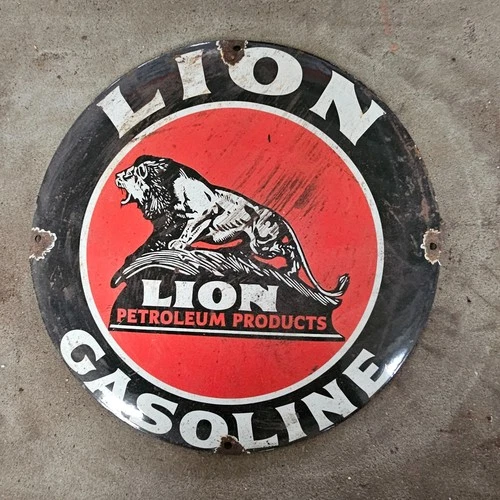 LION
LION
PETROLEUM PRODUCTS
GASOLINE